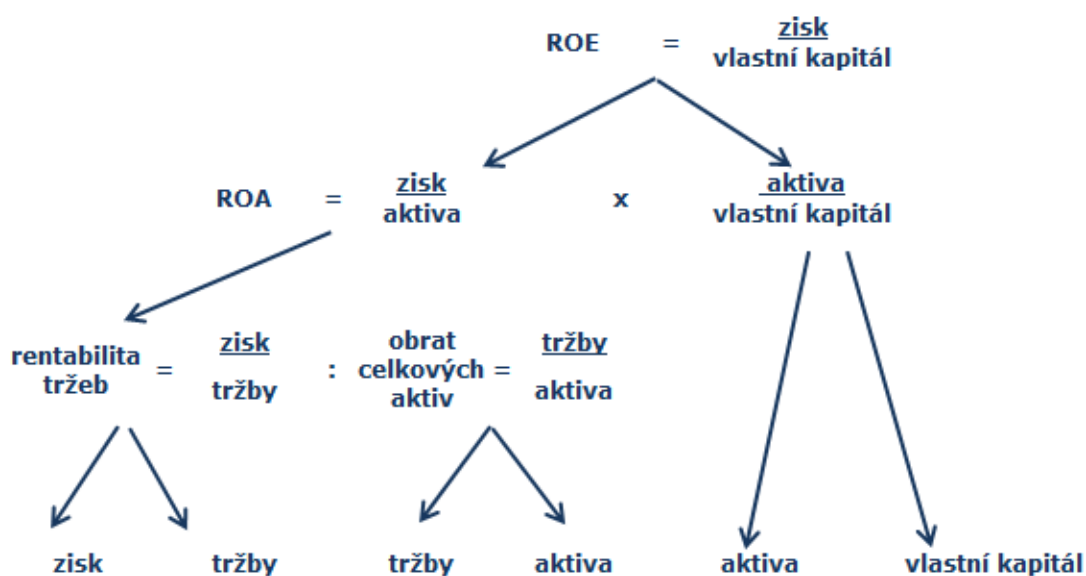 ROE = zisk
vlastní kapitál
ROA = zisk
aktiva
x
aktiva
vlastní kapitál
rentabilita
tržeb
=
zisk
tržby
:
obrat
celkových
aktiv
=
tržby
aktiva
zisk tržby tržby aktiva aktiva vlastní kapitál